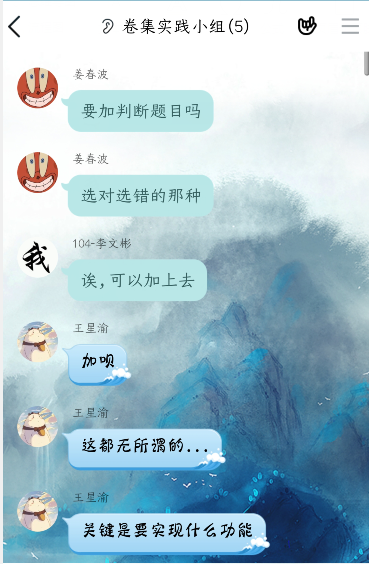 卷集实践小组(5)
姜春波
要加判断题目吗
姜春波
选对选错的那种
104-李文彬
我
诶,可以加上去
王星渝
加呗
王星渝
这都无所谓的...
王星渝
关键是要实现什么功能